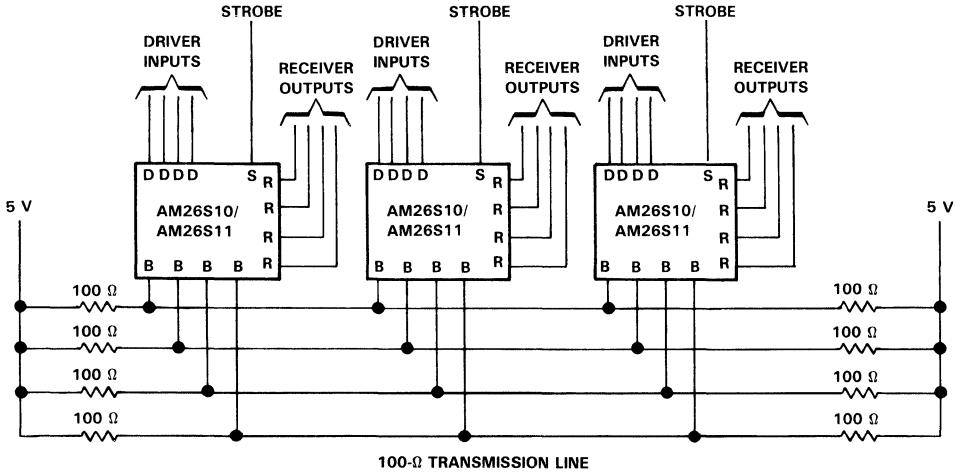 STROBE STROBE STROBE
DRIVER INPUTS
RECEIVER OUTPUTS
DRIVER INPUTS
RECEIVER OUTPUTS
DRIVER INPUTS
RECEIVER OUTPUTS
D D D D S R
R
R
R
AM26S10/
AM26S11
B B B B
D D D D S R
R
R
R
AM26S10/
AM26S11
B B B B
D D D D S R
R
R
R
AM26S10/
AM26S11
B B B B
5 V 5 V
100 Ω 100 Ω
100 Ω 100 Ω
100 Ω 100 Ω
100 Ω 100 Ω
100-Ω TRANSMISSION LINE